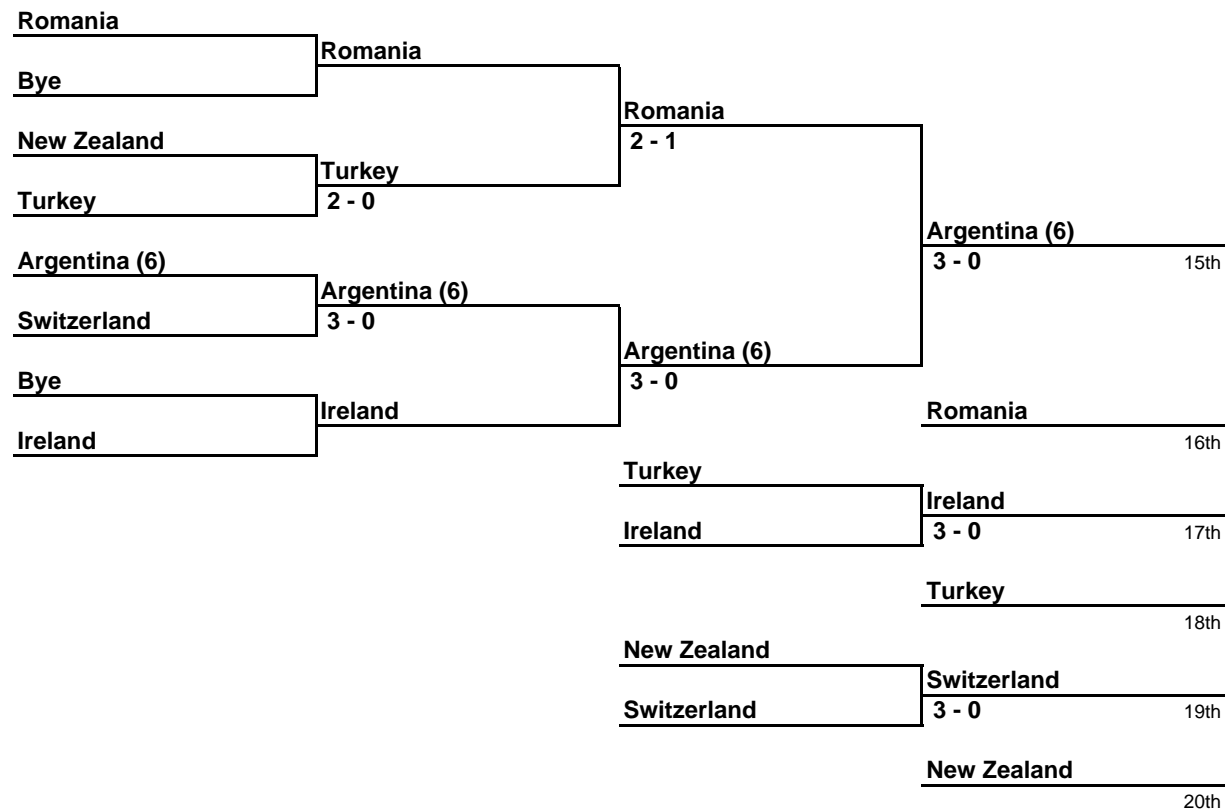 Romania
Romania
Bye
Romania
New Zealand
2 - 1
Turkey
Turkey
2 - 0
Argentina (6)
Argentina (6)
3 - 0
15th
Argentina (6)
Switzerland
3 - 0
Argentina (6)
Bye
3 - 0
Ireland
Romania
Ireland
16th
Turkey
Ireland
Ireland
3 - 0
17th
Turkey
18th
New Zealand
Switzerland
Switzerland
3 - 0
19th
New Zealand
20th